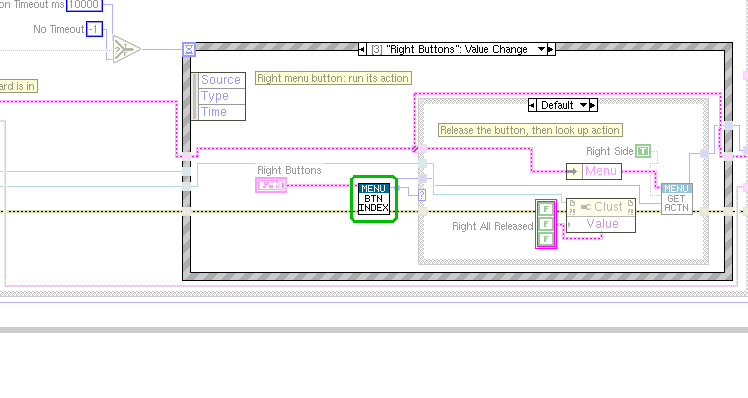 on Timeout ms 10000
No Timeout -1
?
[3] "Right Buttons": Value Change
ard is in
Source
Type
Time
Right menu button: run its action
Default
Release the button, then look up action
Right Side T
Menu
Right Buttons
MENU
BTN
INDEX
?
MENU
GET
ACTN
Right All Released
F
F
F
Clust
Value